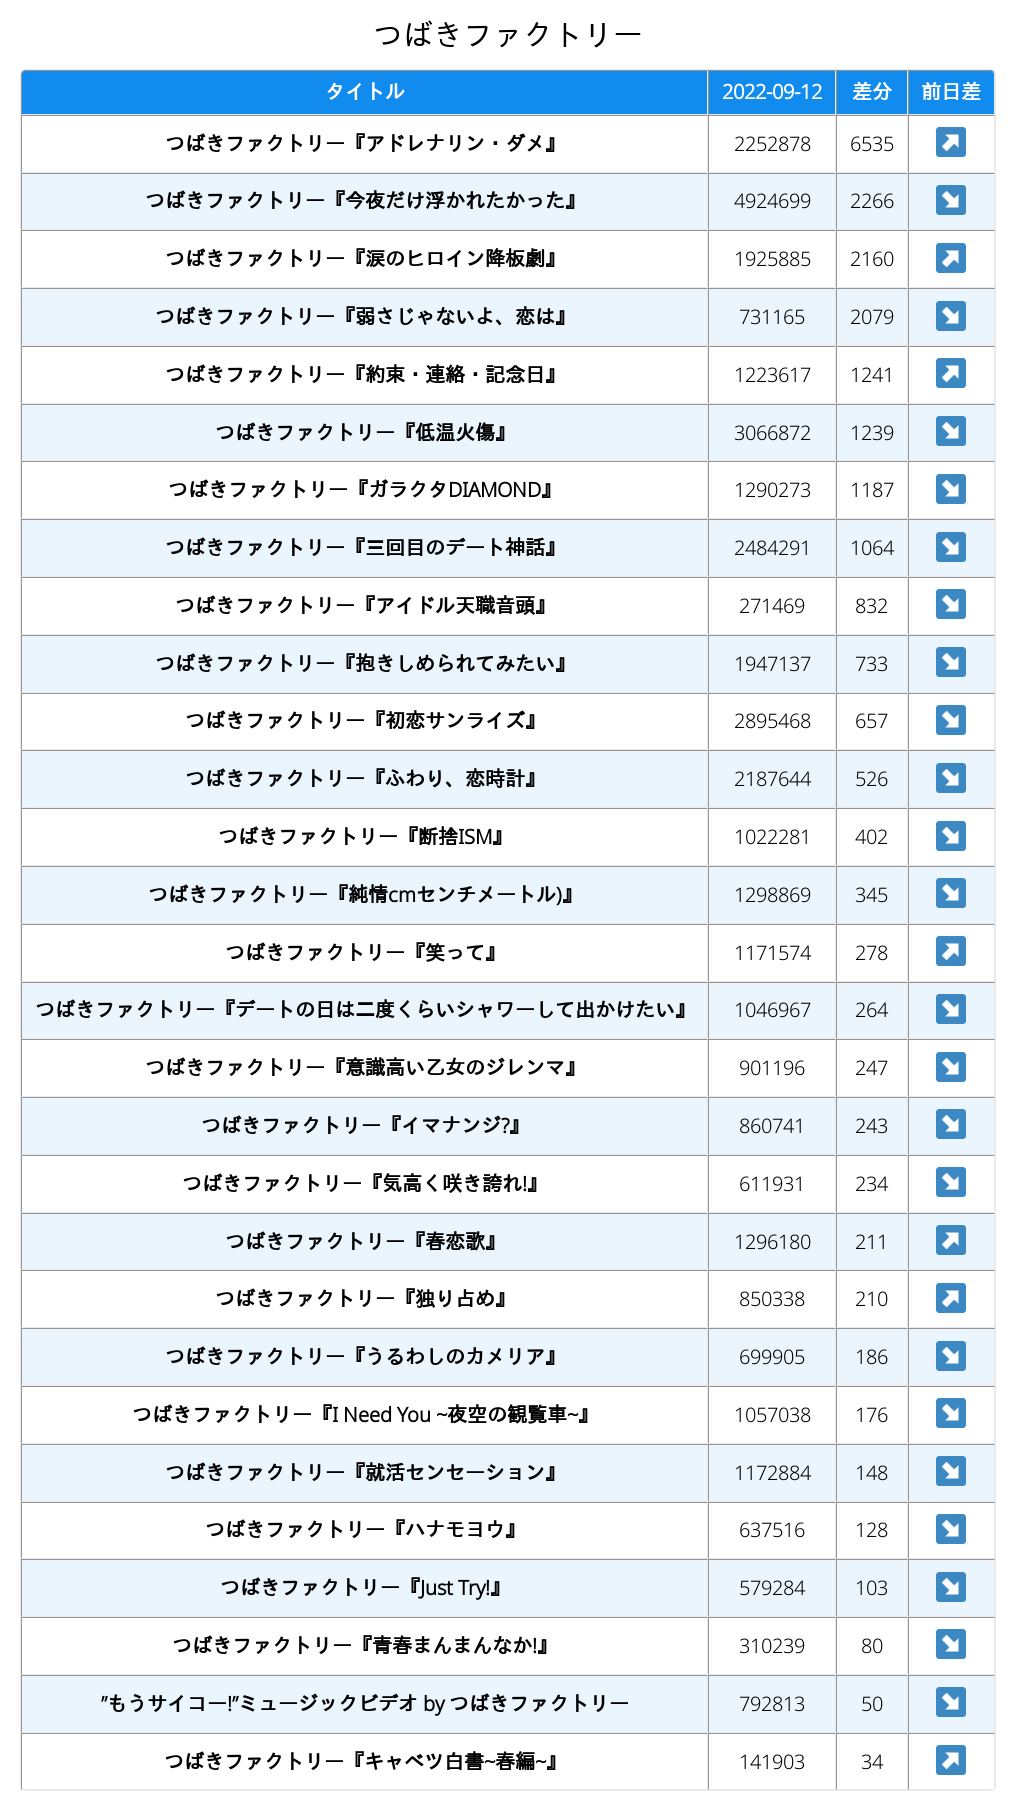 つばきファクトリー
タイトル 2022-09-12 差分 前日差
つばきファクトリー『アドレナリン・ダメ』 2252878 6535 ↗
つばきファクトリー『今夜だけ浮かれたかった』 4924699 2266 ↘
つばきファクトリー『涙のヒロイン降板劇』 1925885 2160 ↗
つばきファクトリー『弱さじゃないよ、恋は』 731165 2079 ↘
つばきファクトリー『約束・連絡・記念日』 1223617 1241 ↗
つばきファクトリー『低温火傷』 3066872 1239 ↘
つばきファクトリー『ガラクタDIAMOND』 1290273 1187 ↘
つばきファクトリー『三回目のデート神話』 2484291 1064 ↘
つばきファクトリー『アイドル天職音頭』 271469 832 ↘
つばきファクトリー『抱きしめられてみたい』 1947137 733 ↘
つばきファクトリー『初恋サンライズ』 2895468 657 ↘
つばきファクトリー『ふわり、恋時計』 2187644 526 ↘
つばきファクトリー『断捨ISM』 1022281 402 ↘
つばきファクトリー『純情cmセンチメートル)』 1298869 345 ↘
つばきファクトリー『笑って』 1171574 278 ↗
つばきファクトリー『デートの日は二度くらいシャワーして出かけたい』 1046967 264 ↘
つばきファクトリー『意識高い乙女のジレンマ』 901196 247 ↘
つばきファクトリー『イマナンジ?』 860741 243 ↘
つばきファクトリー『気高く咲き誇れ!』 611931 234 ↘
つばきファクトリー『春恋歌』 1296180 211 ↗
つばきファクトリー『独り占め』 850338 210 ↗
つばきファクトリー『うるわしのカメリア』 699905 186 ↘
つばきファクトリー『I Need You ~夜空の観覧車~』 1057038 176 ↘
つばきファクトリー『就活センセーション』 1172884 148 ↘
つばきファクトリー『ハナモヨウ』 637516 128 ↘
つばきファクトリー『Just Try!』 579284 103 ↘
つばきファクトリー『青春まんまんなか!』 310239 80 ↘
"もうサイコー!"ミュージックビデオ by つばきファクトリー 792813 50 ↘
つばきファクトリー『キャベツ白書~春編~』 141903 34 ↗